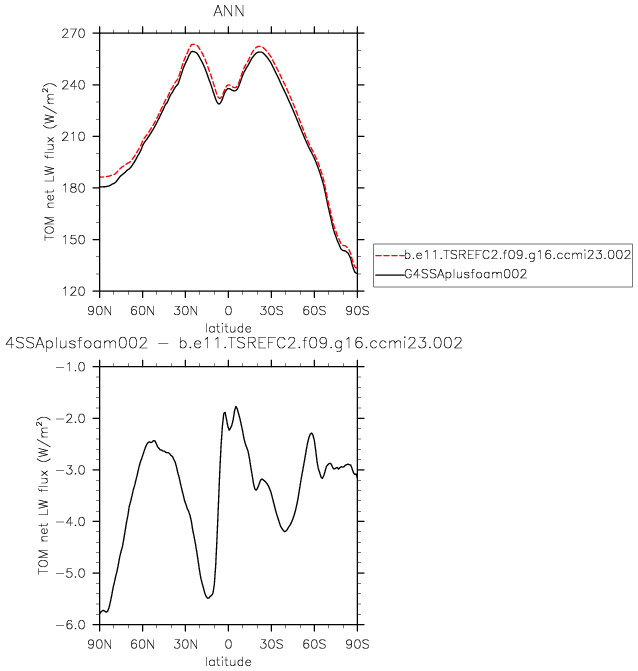 ANN
270
240
210
180
150
120
TOM net LW flux (W/m²)
90N 60N 30N 0 30S 60S 90S
latitude
b.e11.TSREFC2.f09.g16.ccmi23.002
G4SSAplusfoam002
4SSAplusfoam002 − b.e11.TSREFC2.f09.g16.ccmi23.002
−1.0
−2.0
−3.0
−4.0
−5.0
−6.0
TOM net LW flux (W/m²)
90N 60N 30N 0 30S 60S 90S
latitude